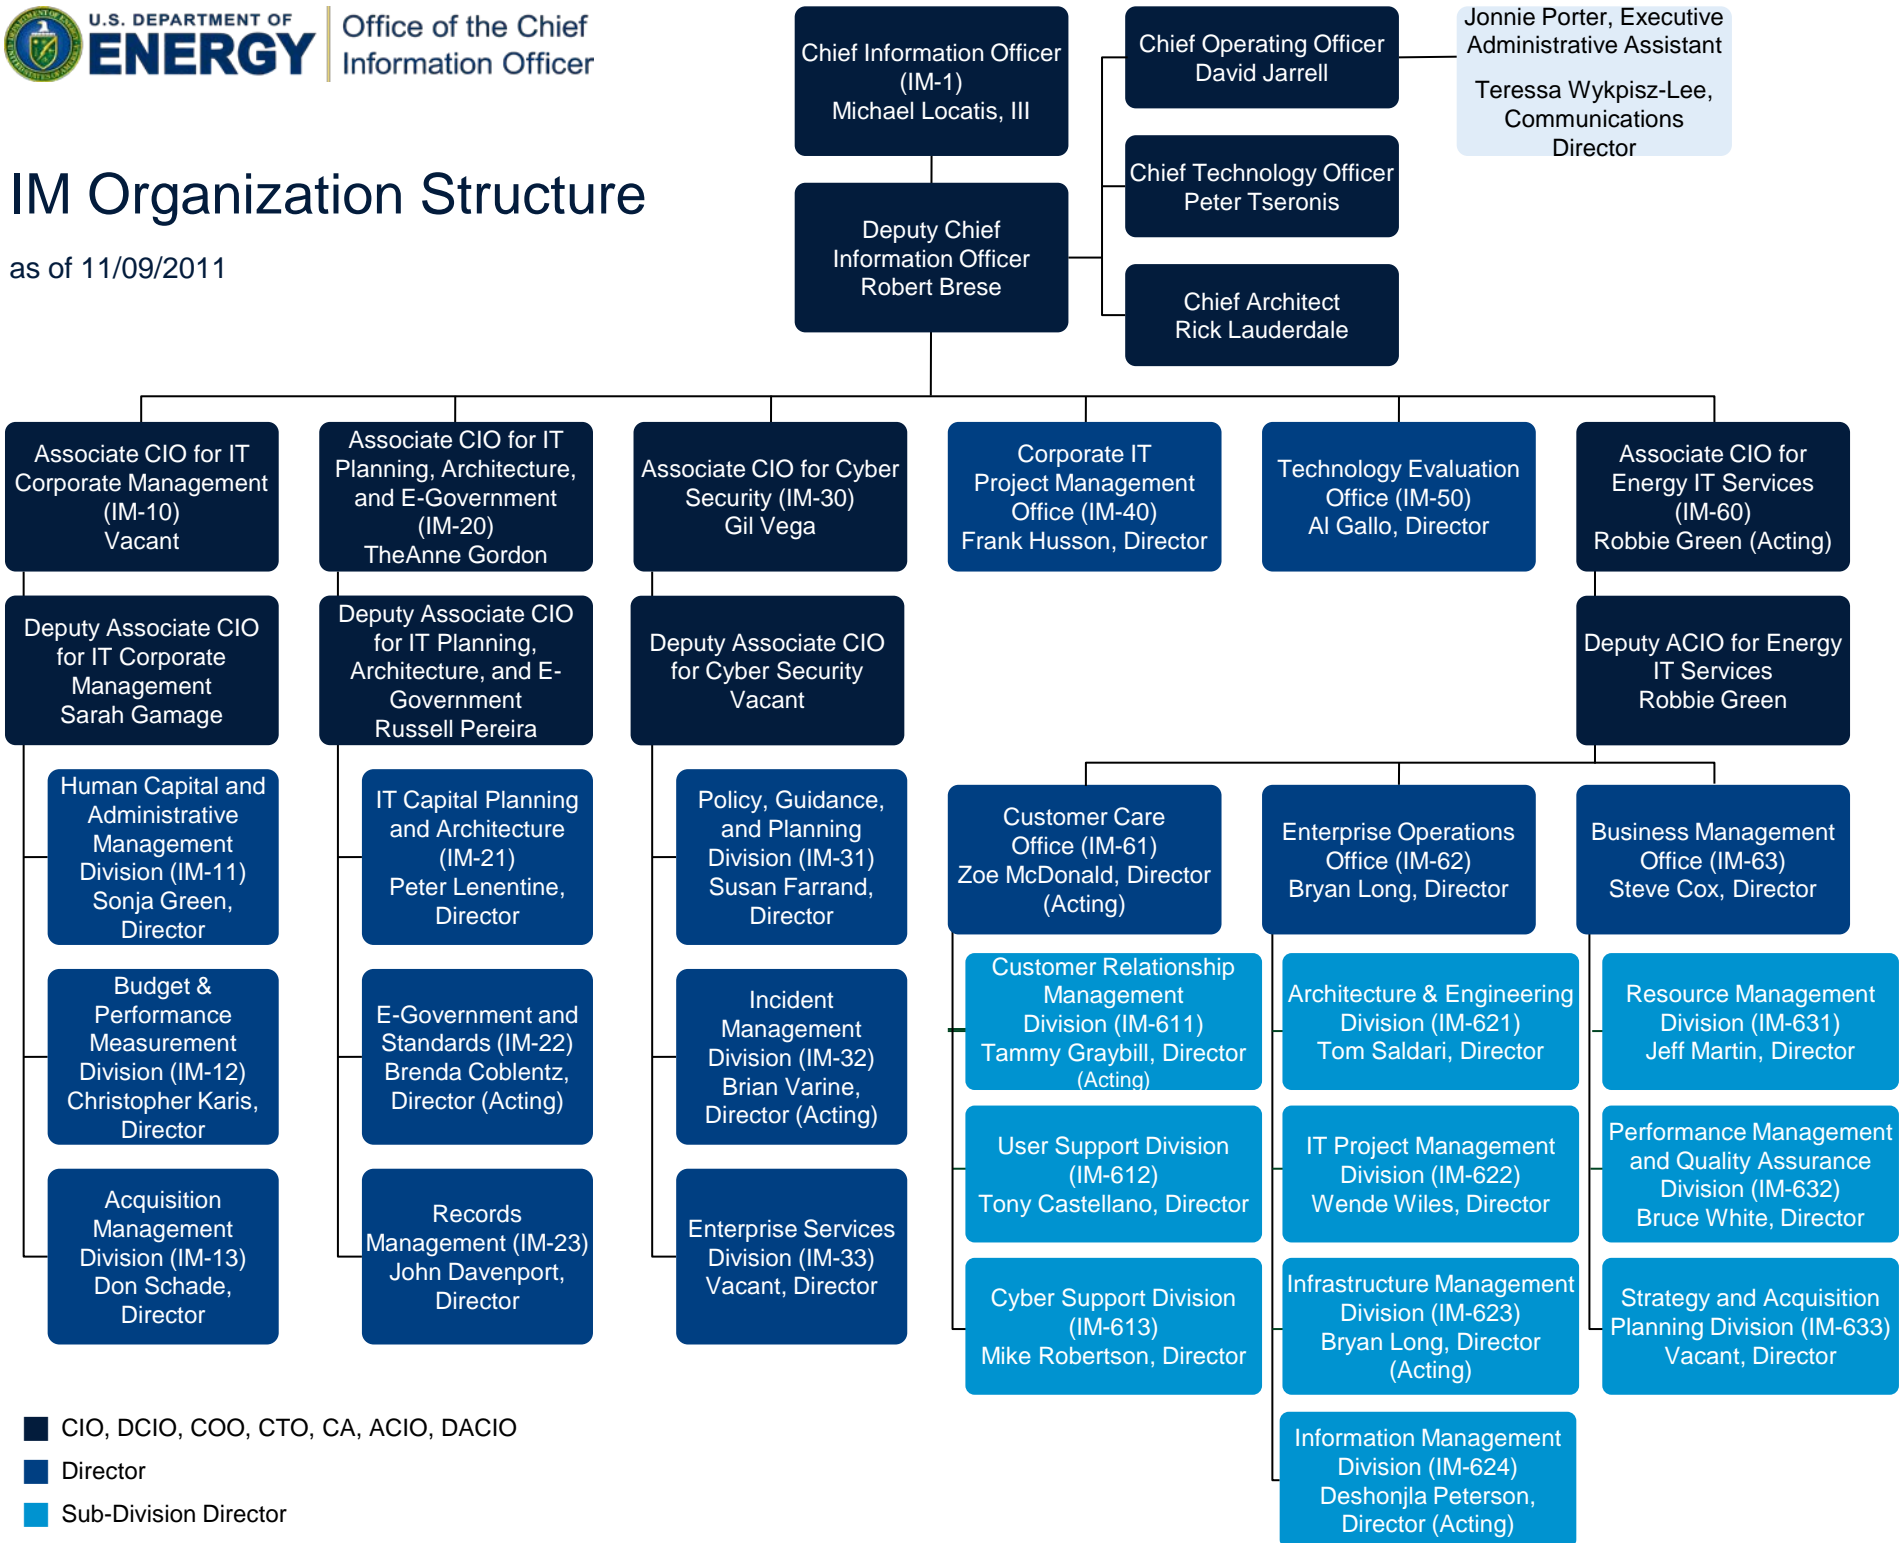 U.S. DEPARTMENT OF
ENERGY
Office of the Chief
Information Officer
IM Organization Structure
as of 11/09/2011
Chief Information Officer
(IM-1)
Michael Locatis, III
Deputy Chief
Information Officer
Robert Brese
Chief Operating Officer
David Jarrell
Jonnie Porter, Executive
Administrative Assistant
Teressa Wykpisz-Lee,
Communications
Director
Chief Technology Officer
Peter Tseronis
Chief Architect
Rick Lauderdale
Associate CIO for IT
Corporate Management
(IM-10)
Vacant
Associate CIO for IT
Planning, Architecture,
and E-Government
(IM-20)
TheAnne Gordon
Associate CIO for Cyber
Security (IM-30)
Gil Vega
Corporate IT
Project Management
Office (IM-40)
Frank Husson, Director
Technology Evaluation
Office (IM-50)
Al Gallo, Director
Associate CIO for
Energy IT Services
(IM-60)
Robbie Green (Acting)
Deputy Associate CIO
for IT Corporate
Management
Sarah Gamage
Deputy Associate CIO
for IT Planning,
Architecture, and E-
Government
Russell Pereira
Deputy Associate CIO
for Cyber Security
Vacant
Deputy ACIO for Energy
IT Services
Robbie Green
Human Capital and
Administrative
Management
Division (IM-11)
Sonja Green,
Director
Budget &
Performance
Measurement
Division (IM-12)
Christopher Karis,
Director
Acquisition
Management
Division (IM-13)
Don Schade,
Director
IT Capital Planning
and Architecture
(IM-21)
Peter Lenentine,
Director
E-Government and
Standards (IM-22)
Brenda Coblentz,
Director (Acting)
Records
Management (IM-23)
John Davenport,
Director
Policy, Guidance,
and Planning
Division (IM-31)
Susan Farrand,
Director
Incident
Management
Division (IM-32)
Brian Varine,
Director (Acting)
Enterprise Services
Division (IM-33)
Vacant, Director
Customer Care
Office (IM-61)
Zoe McDonald, Director
(Acting)
Customer Relationship
Management
Division (IM-611)
Tammy Graybill, Director
(Acting)
User Support Division
(IM-612)
Tony Castellano, Director
Cyber Support Division
(IM-613)
Mike Robertson, Director
Enterprise Operations
Office (IM-62)
Bryan Long, Director
Architecture & Engineering
Division (IM-621)
Tom Saldari, Director
IT Project Management
Division (IM-622)
Wende Wiles, Director
Infrastructure Management
Division (IM-623)
Bryan Long, Director
(Acting)
Information Management
Division (IM-624)
Deshonjla Peterson,
Director (Acting)
Business Management
Office (IM-63)
Steve Cox, Director
Resource Management
Division (IM-631)
Jeff Martin, Director
Performance Management
and Quality Assurance
Division (IM-632)
Bruce White, Director
Strategy and Acquisition
Planning Division (IM-633)
Vacant, Director
CIO, DCIO, COO, CTO, CA, ACIO, DACIO
Director
Sub-Division Director